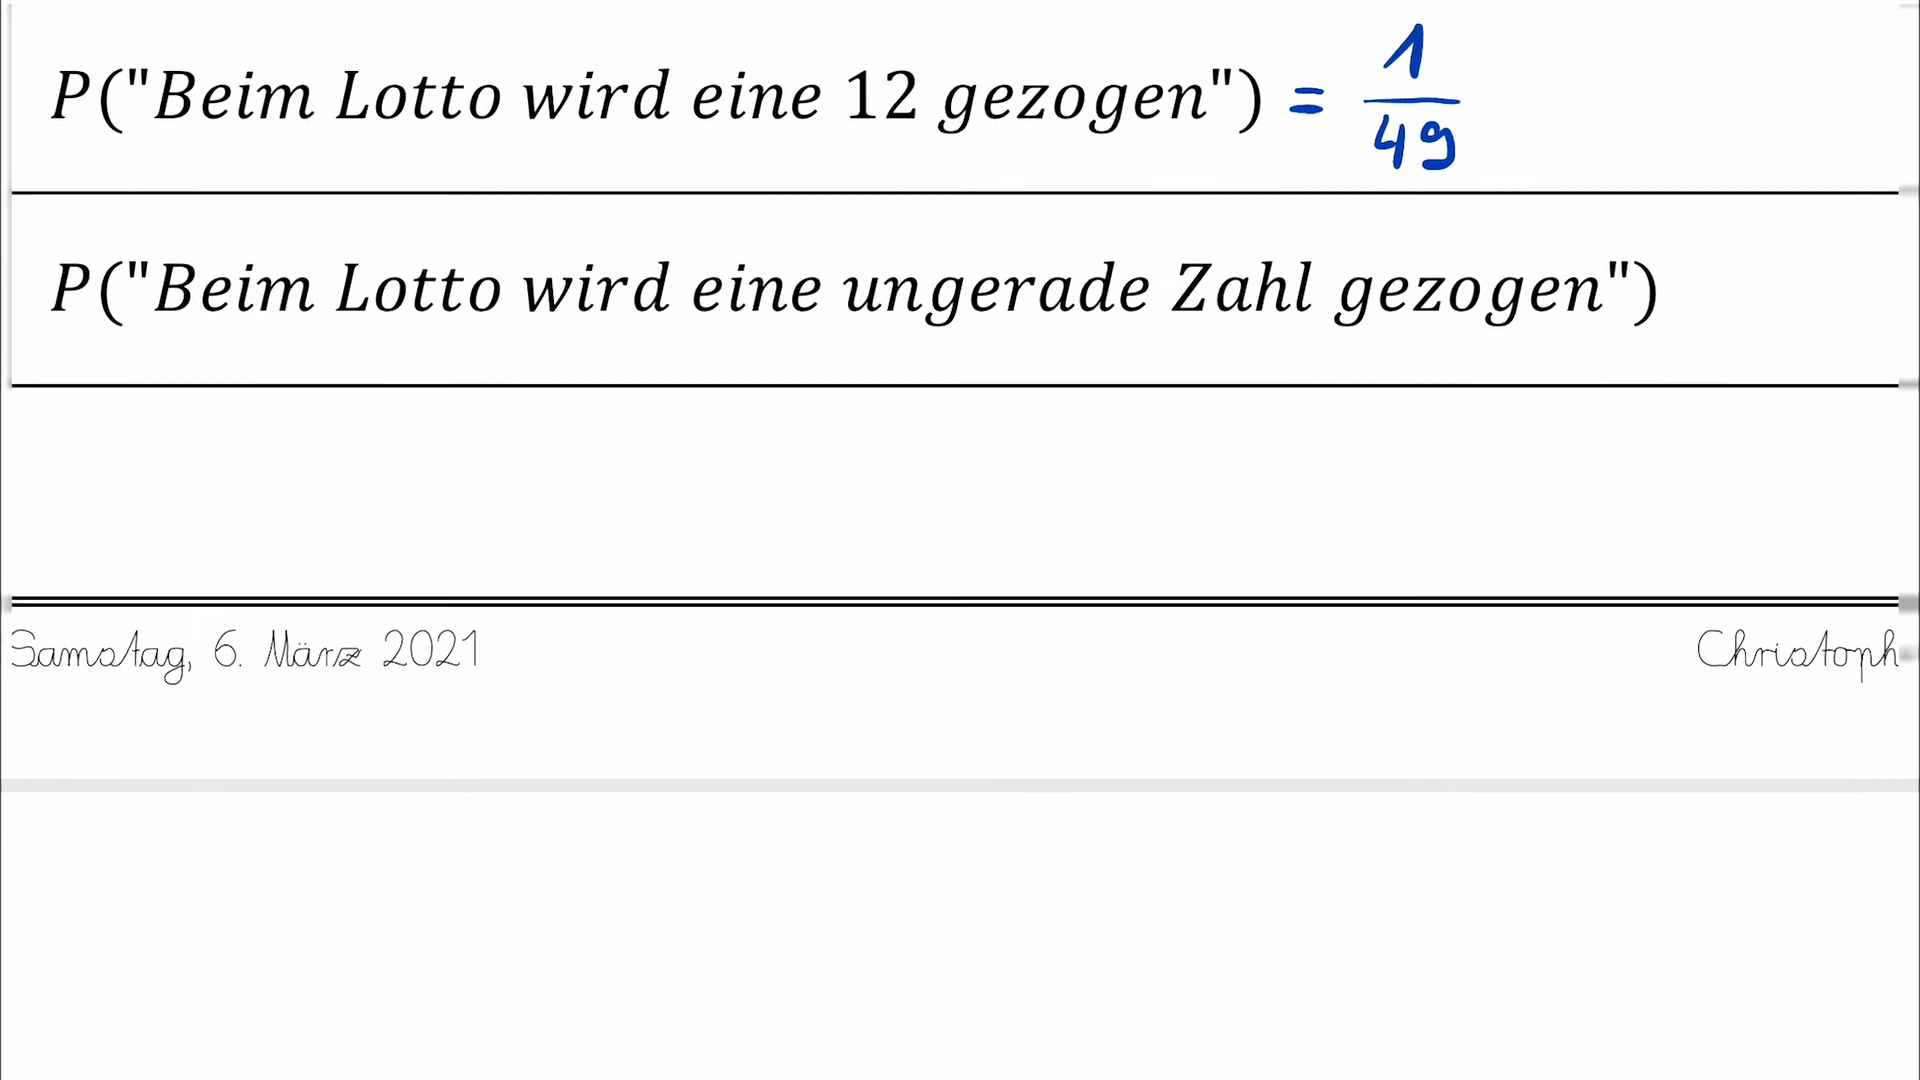 P("Beim Lotto wird eine 12 gezogen") = 1/49
P("Beim Lotto wird eine ungerade Zahl gezogen")
Samstag, 6. März 2021
Christoph